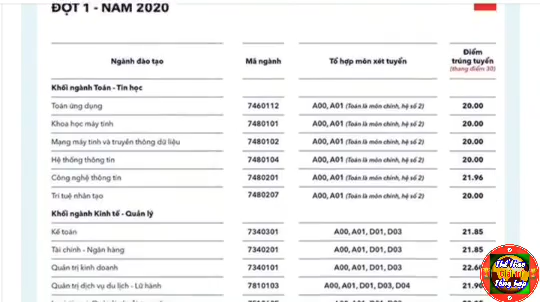 ĐỢT 1 - NĂM 2020
Ngành đào tạo Mã ngành Tổ hợp môn xét tuyển Điểm trúng tuyển (thang điểm 30)
Khối ngành Toán - Tin học
Toán ứng dụng 7460112 A00, A01 (Toán là môn chính, hệ số 2) 20.00
Khoa học máy tính 7480101 A00, A01 (Toán là môn chính, hệ số 2) 20.00
Mạng máy tính và truyền thông dữ liệu 7480102 A00, A01 (Toán là môn chính, hệ số 2) 20.00
Hệ thống thông tin 7480104 A00, A01 (Toán là môn chính, hệ số 2) 20.00
Công nghệ thông tin 7480201 A00, A01 (Toán là môn chính, hệ số 2) 21.96
Trí tuệ nhân tạo 7480207 A00, A01 (Toán là môn chính, hệ số 2) 20.00
Khối ngành Kinh tế - Quản lý
Kế toán 7340301 A00, A01, D01, D03 21.85
Tài chính - Ngân hàng 7340201 A00, A01, D01, D03 21.85
Quản trị kinh doanh 7340101 A00, A01, D01, D03 22.60
Quản trị dịch vụ du lịch - Lữ hành 7810103 A00, A01, D01, D03, D04 21.90
Thể Thao
Tổng hợp